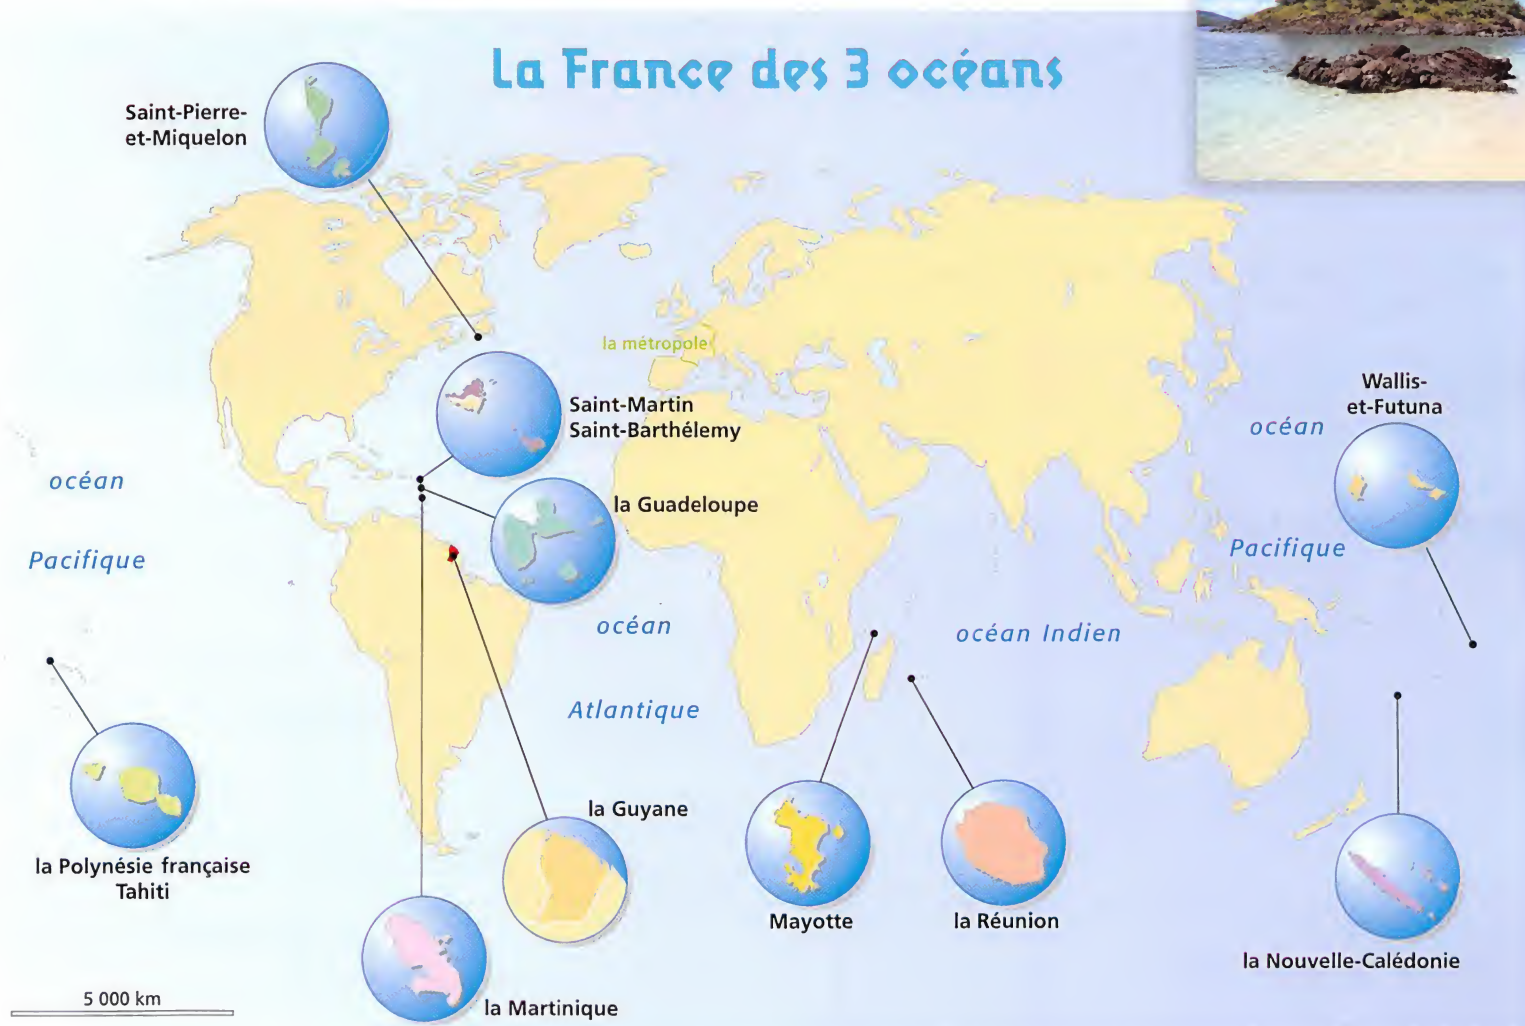 La France des 3 océans
Saint-Pierre-
et-Miquelon
la métropole
Saint-Martin
Saint-Barthélemy
la Guadeloupe
Wallis-
et-Futuna
océan
Pacifique
océan
Pacifique
océan
Atlantique
océan Indien
la Polynésie française
Tahiti
la Guyane
la Martinique
Mayotte
la Réunion
la Nouvelle-Calédonie
5 000 km